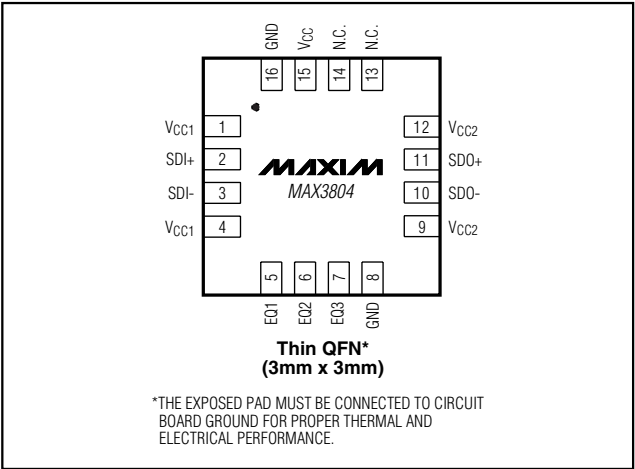 GND
VCC
N.C.
N.C.
16
15
14
13
VCC1 1
12 VCC2
SDI+ 2
11 SDO+
MAXIM
SDI- 3
MAX3804
10 SDO-
VCC1 4
9 VCC2
5
6
7
8
EQ1
EQ2
EQ3
GND
Thin QFN*
(3mm x 3mm)
*THE EXPOSED PAD MUST BE CONNECTED TO CIRCUIT
BOARD GROUND FOR PROPER THERMAL AND
ELECTRICAL PERFORMANCE.